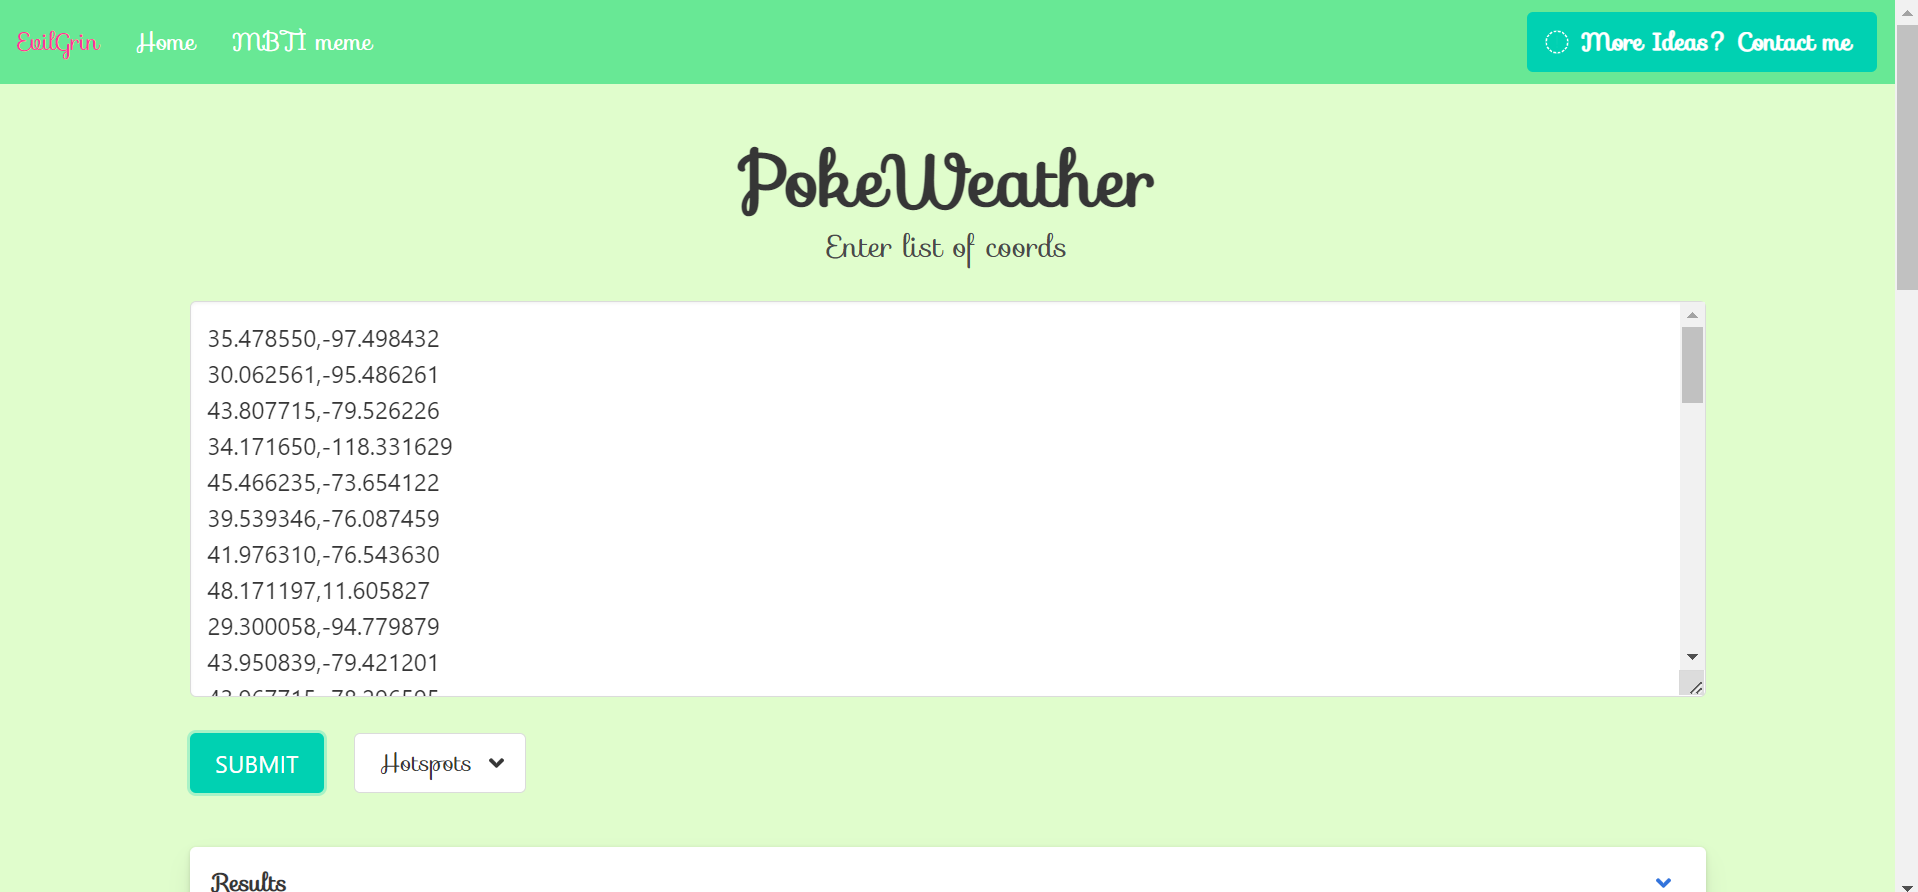 EvilGrin Home MBTI meme More Ideas? Contact me
PokeWeather
Enter list of coords
35.478550,-97.498432
30.062561,-95.486261
43.807715,-79.526226
34.171650,-118.331629
45.466235,-73.654122
39.539346,-76.087459
41.976310,-76.543630
48.171197,11.605827
29.300058,-94.779879
43.950839,-79.421201
SUBMIT Hotspots
Results